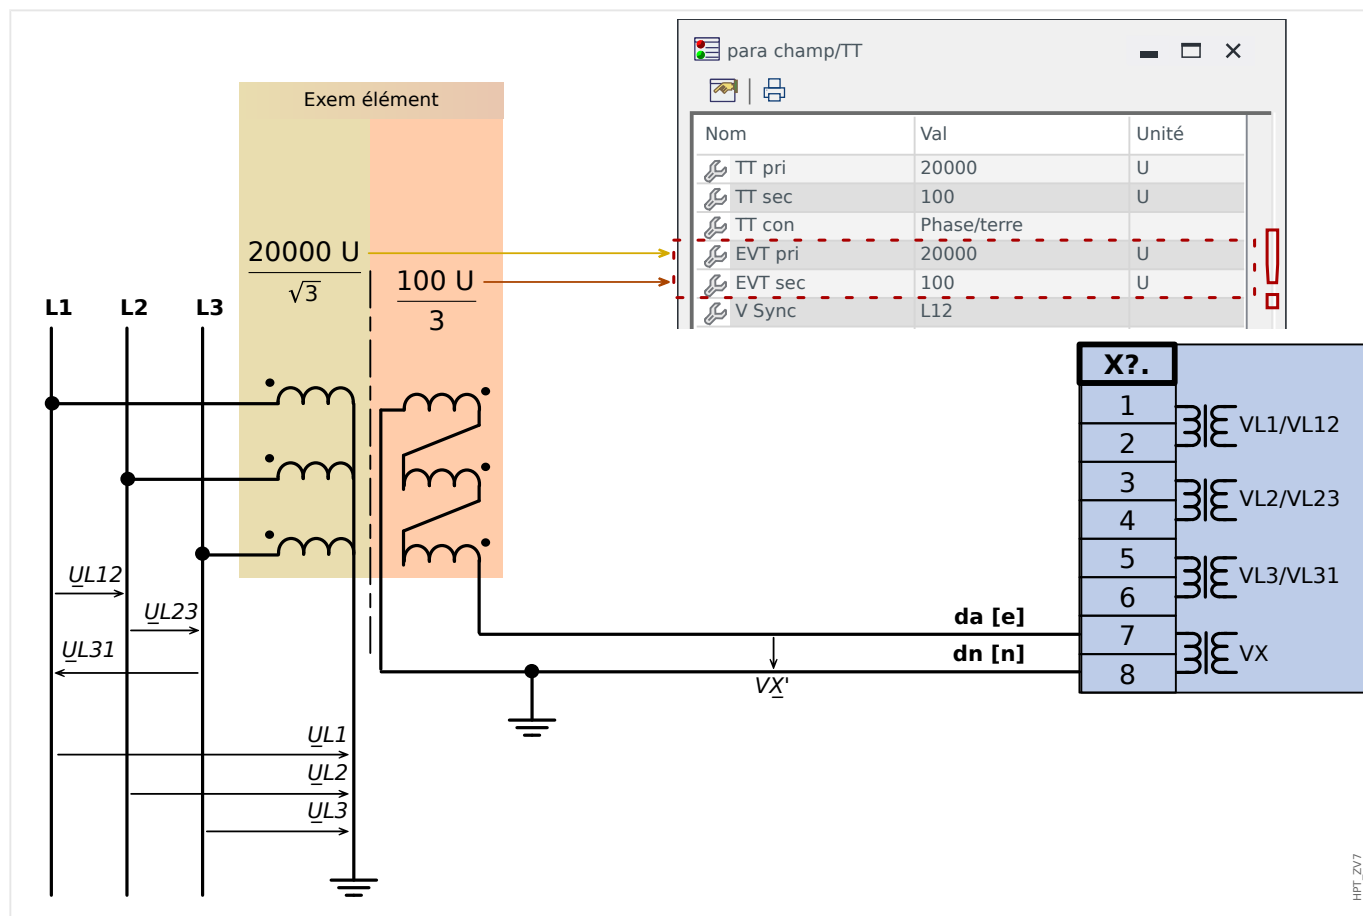 Exem élément
20000 U
√3
100 U
3
para champ/TT
Nom Val Unité
TT pri 20000 U
TT sec 100 U
TT con Phase/terre
EVT pri 20000 U
EVT sec 100 U
V Sync L12
L1 L2 L3
X?.
1
2
VL1/VL12
3
4
VL2/VL23
5
6
VL3/VL31
7
8
VX
UL12
UL23
UL31
da [e]
dn [n]
VX'
UL1
UL2
UL3
HPT_ZV7